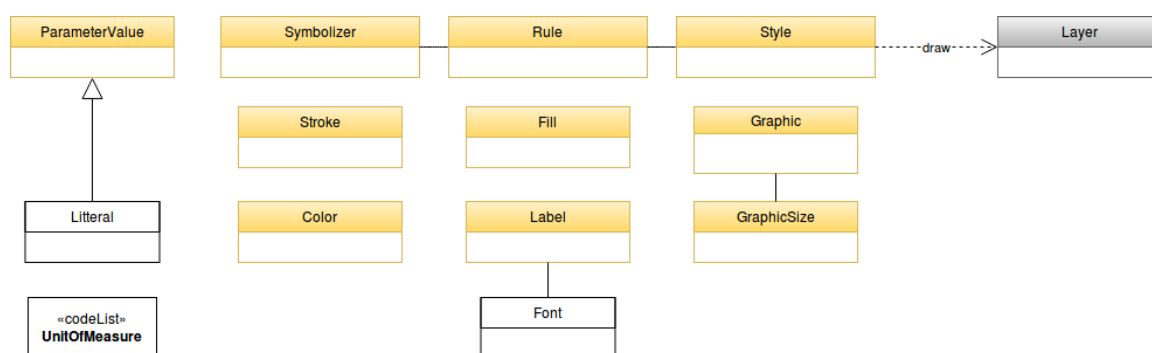 ParameterValue
Symbolizer
Rule
Style
draw
Layer
Stroke
Fill
Graphic
Litteral
Color
Label
GraphicSize
«codeList»
UnitOfMeasure
Font